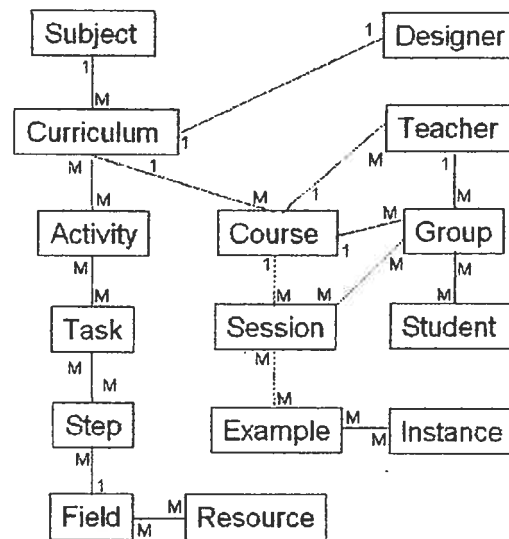 Subject
Designer
1
1
M
Curriculum
1
Teacher
M
1
M
1
M
M
1
M
M
Activity
Course
Group
1
M
1
M
M
M
M
M
M
Task
Session
Student
M
M
M
M
Step
Example
M
Instance
M
M
1
Field
M
Resource
M